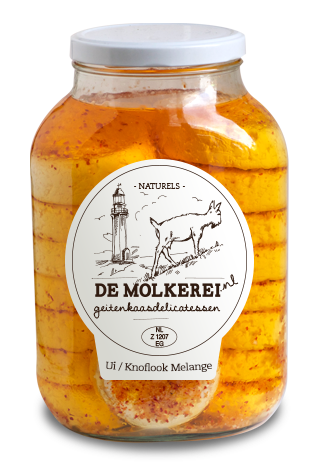 - NATURELS -
DE MOLKEREI.nl
geitenkaasdelicatessen
NL
Z 1207
EG
Ui / Knoflook Melange